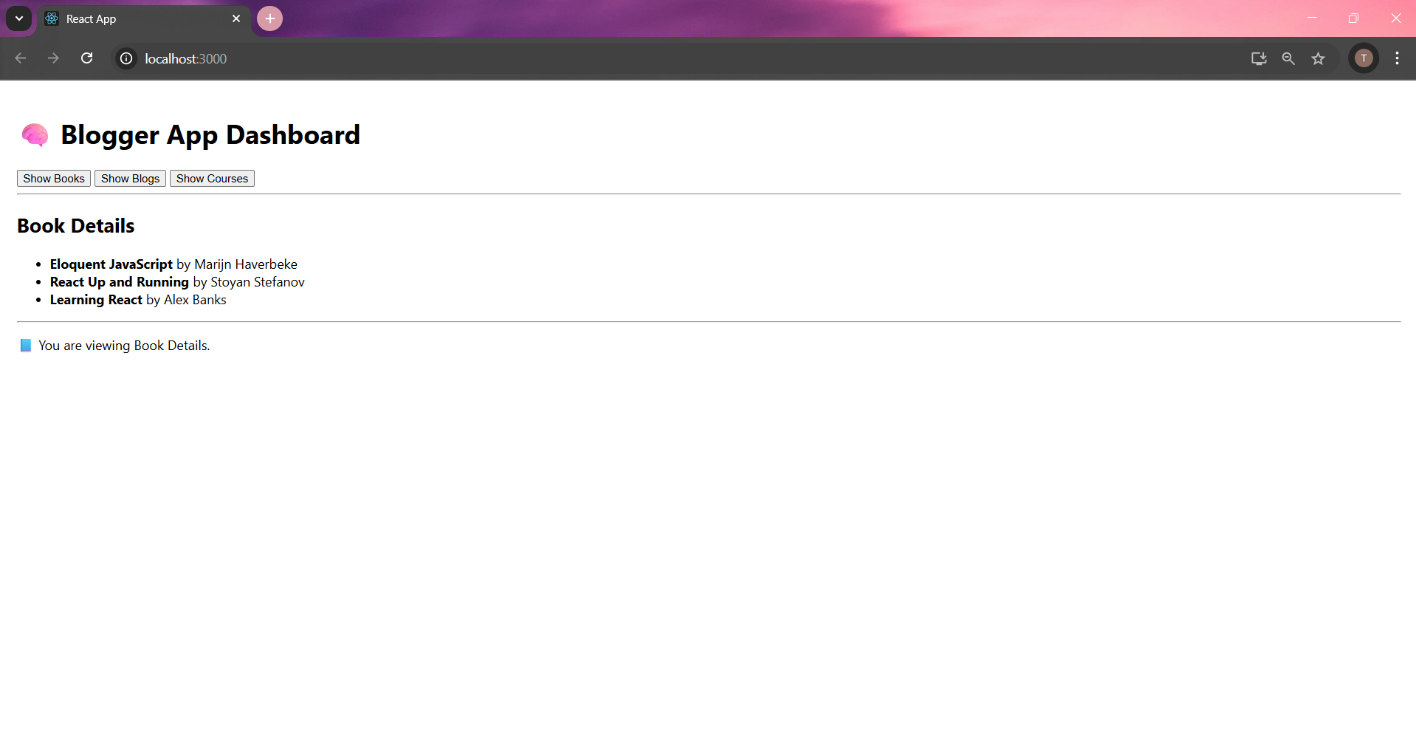 React App
localhost:3000
T
🧠 Blogger App Dashboard
Show Books Show Blogs Show Courses
Book Details
• Eloquent JavaScript by Marijn Haverbeke
• React Up and Running by Stoyan Stefanov
• Learning React by Alex Banks
📘 You are viewing Book Details.